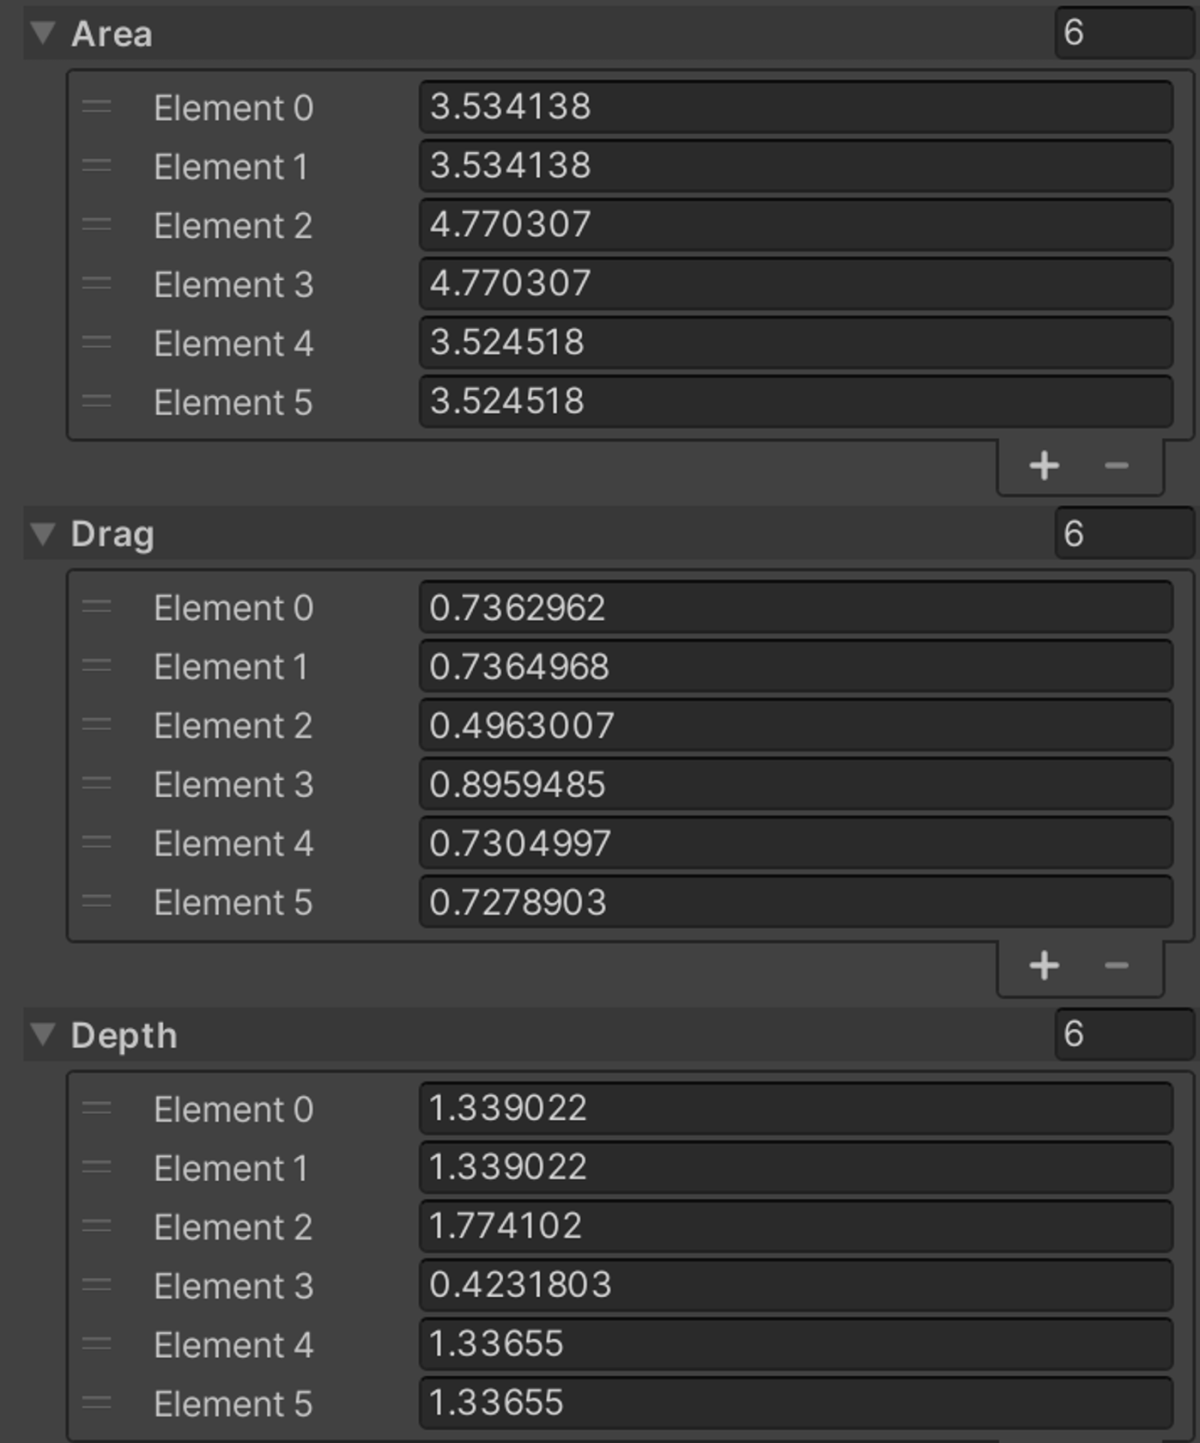 Area 6
Element 0 3.534138
Element 1 3.534138
Element 2 4.770307
Element 3 4.770307
Element 4 3.524518
Element 5 3.524518
+ −
Drag 6
Element 0 0.7362962
Element 1 0.7364968
Element 2 0.4963007
Element 3 0.8959485
Element 4 0.7304997
Element 5 0.7278903
+ −
Depth 6
Element 0 1.339022
Element 1 1.339022
Element 2 1.774102
Element 3 0.4231803
Element 4 1.33655
Element 5 1.33655